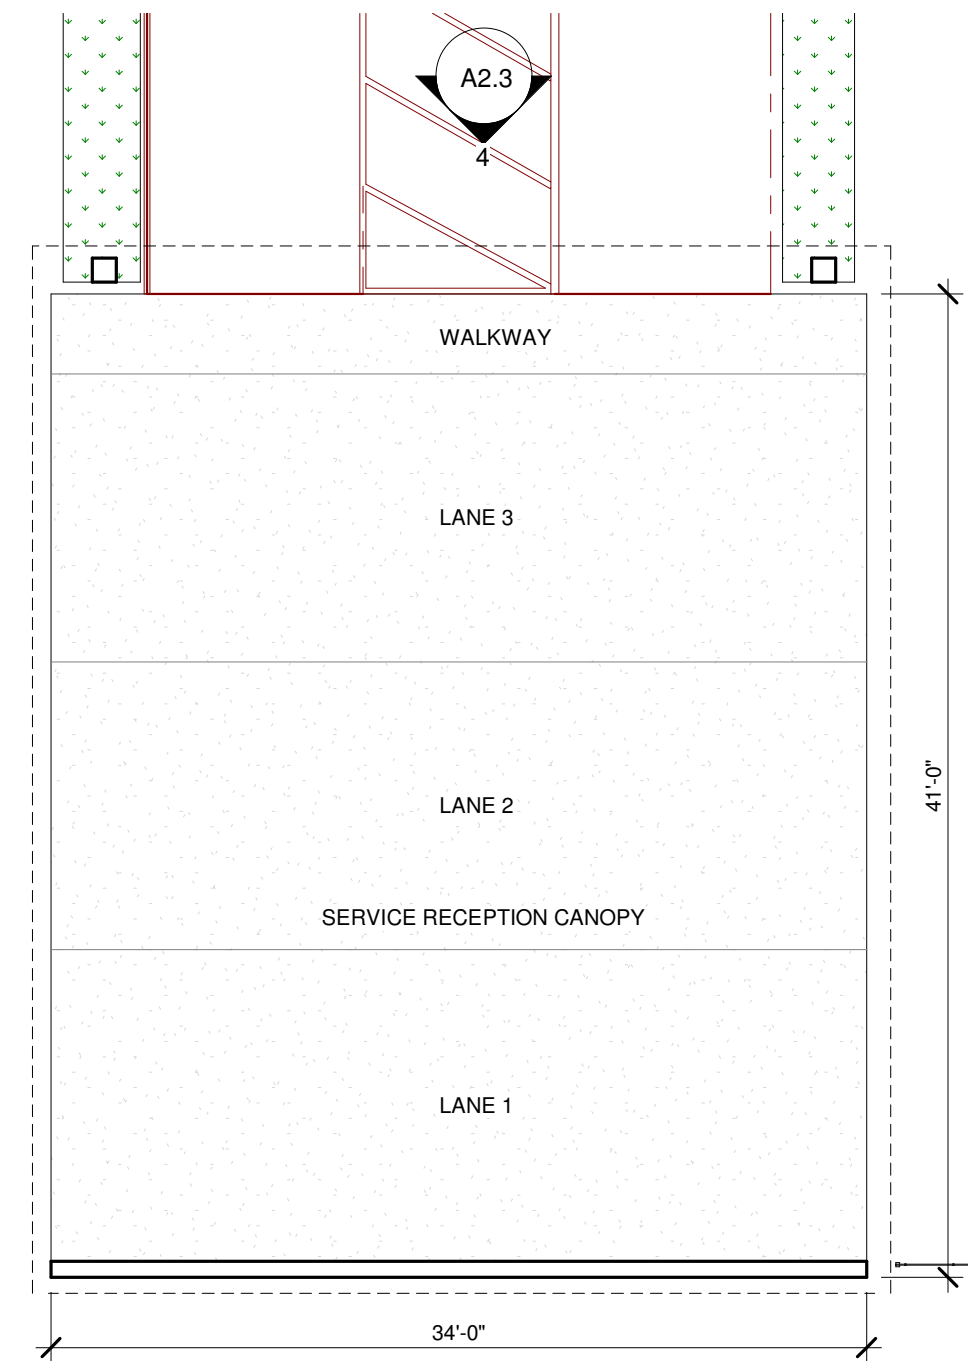 A2.3
4
WALKWAY
LANE 3
LANE 2
41'-0"
SERVICE RECEPTION CANOPY
LANE 1
34'-0"